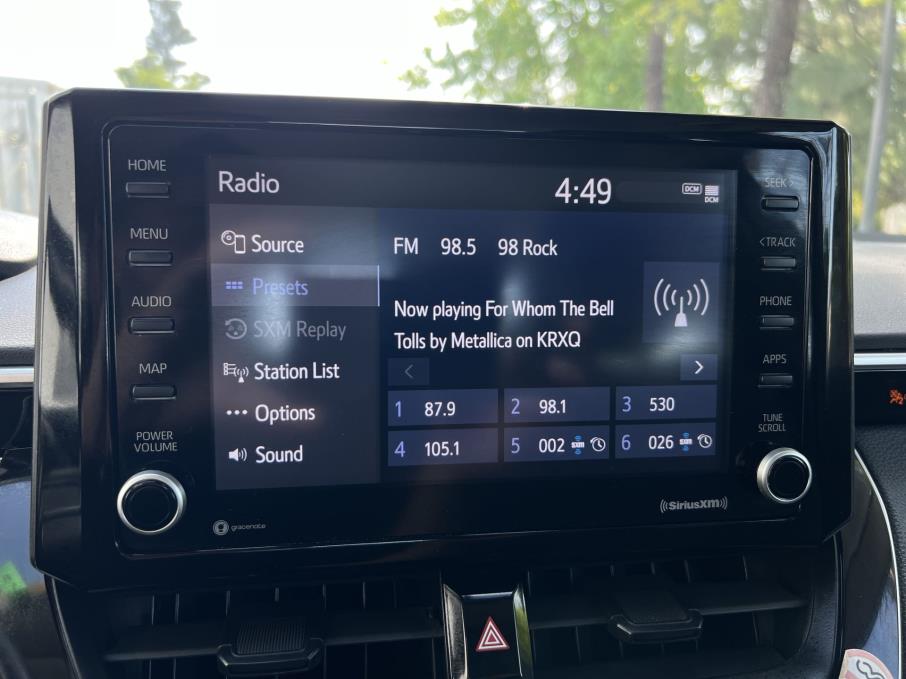 HOME
MENU
AUDIO
MAP
POWER
VOLUME
Radio
4:49
DCM
DCM
Source
Presets
SXM Replay
Station List
Options
Sound
FM 98.5 98 Rock
Now playing For Whom The Bell
Tolls by Metallica on KRXQ
< >
1 87.9 2 98.1 3 530
4 105.1 5 002 sxm 6 026 sxm
SEEK >
< TRACK
PHONE
APPS
TUNE
SCROLL
gracenote
((SiriusXM))